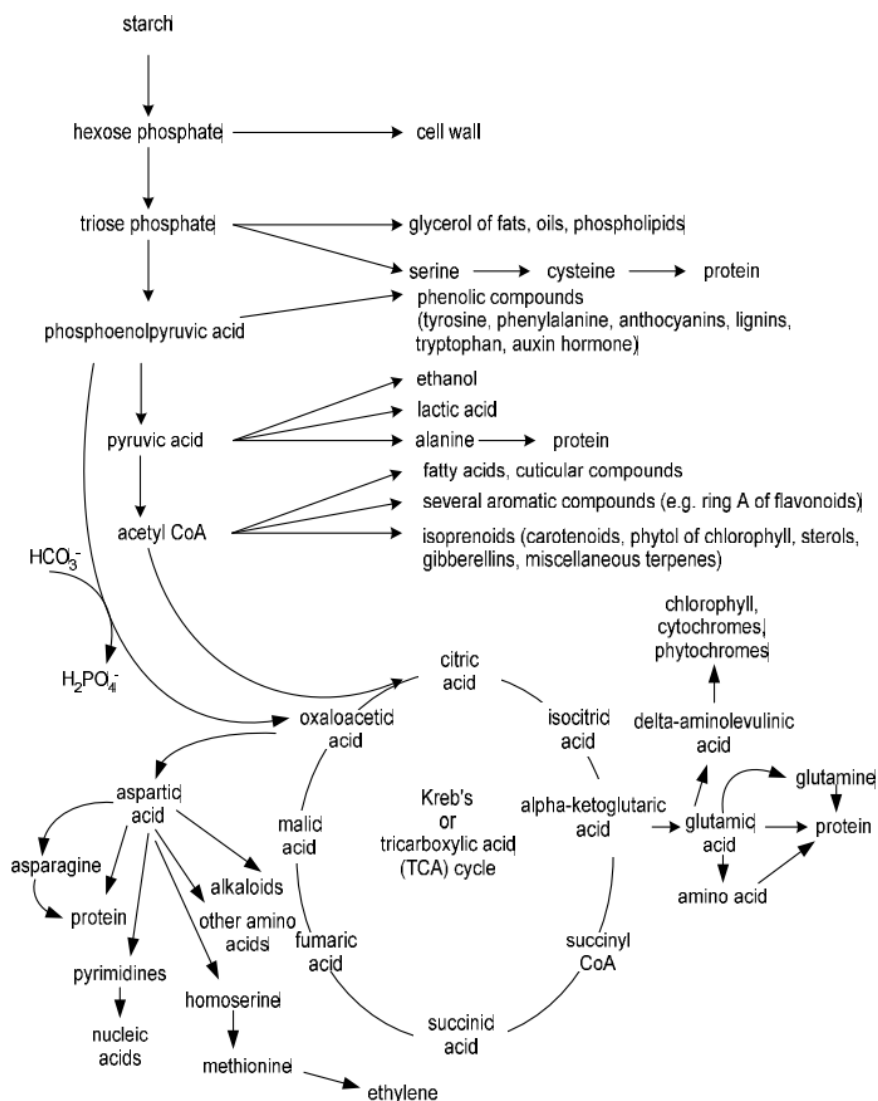 starch
hexose phosphate
cell wall
triose phosphate
glycerol of fats, oils, phospholipids
serine
cysteine
protein
phosphoenolpyruvic acid
phenolic compounds
(tyrosine, phenylalanine, anthocyanins, lignins,
tryptophan, auxin hormone)
ethanol
lactic acid
pyruvic acid
alanine
protein
fatty acids, cuticular compounds
several aromatic compounds (e.g. ring A of flavonoids)
acetyl CoA
isoprenoids (carotenoids, phytol of chlorophyll, sterols,
gibberellins, miscellaneous terpenes)
HCO3-
H2PO4-
chlorophyll,
cytochromes,
phytochromes
citric
acid
oxaloacetic
acid
isocitric
acid
delta-aminolevulinic
acid
aspartic
acid
malic
acid
Kreb's
or
tricarboxylic acid
(TCA) cycle
alpha-ketoglutaric
acid
glutamic
acid
glutamine
protein
amino acid
asparagine
protein
alkaloids
other amino
acids
pyrimidines
nucleic
acids
homoserine
methionine
ethylene
fumaric
acid
succinic
acid
succinyl
CoA